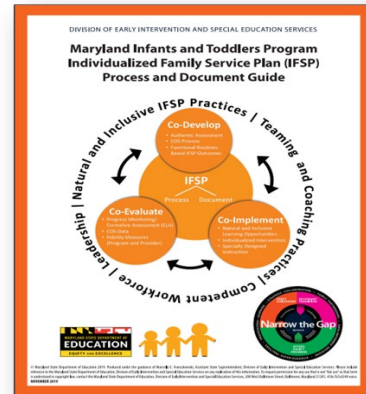 DIVISION OF EARLY INTERVENTION AND SPECIAL EDUCATION SERVICES
Maryland Infants and Toddlers Program
Individualized Family Service Plan (IFSP)
Process and Document Guide
Natural and Inclusive IFSP Practices | Teaming and Coaching Practices | Competent Workforce | Leadership |
Co-Develop
• Authentic Assessment
• COS Process
• Functional Routines
Based IFSP Outcomes
IFSP
Process Document
Co-Evaluate
• Progress Monitoring/
Formative Assessment (ELA)
• COS Data
• Fidelity Measures
(Program and Provider)
Co-Implement
• Natural and Inclusive
Learning Opportunities
• Individualized Intervention
• Specially Designed
Instruction
MARYLAND STATE DEPARTMENT OF
EDUCATION
EQUITY AND EXCELLENCE
Narrow the Gap
NOVEMBER 2019